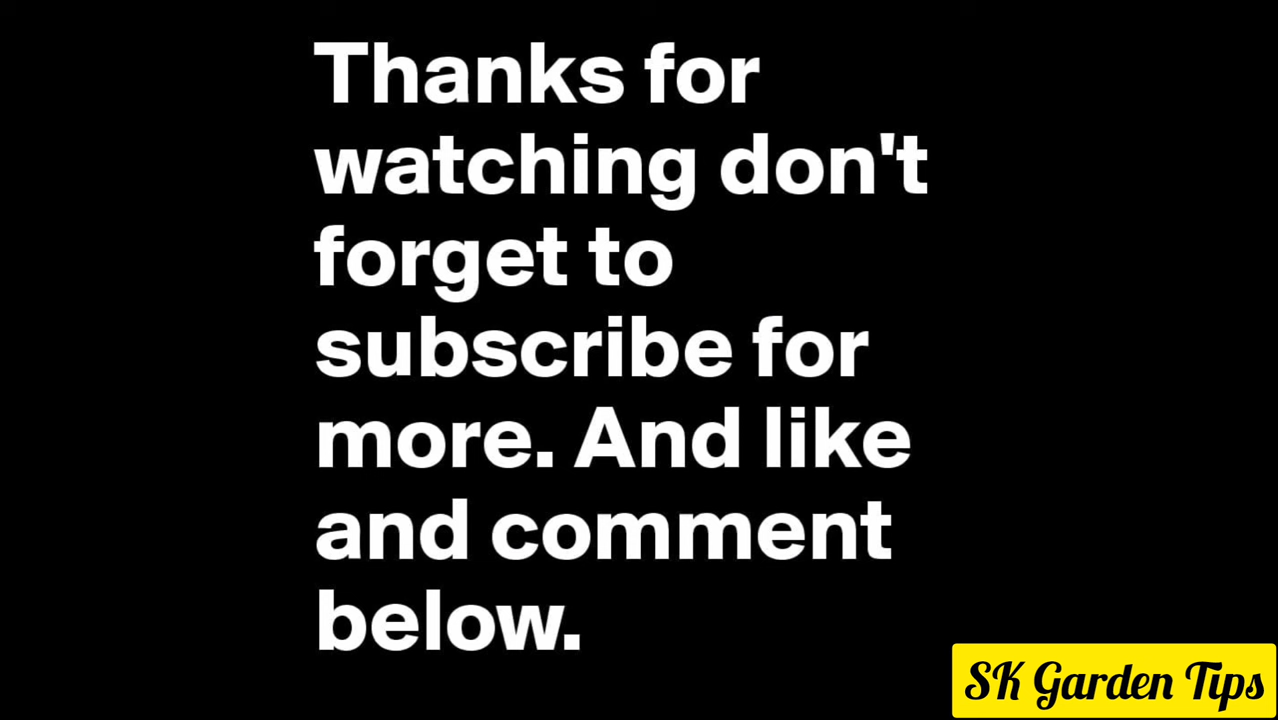 Thanks for
watching don't
forget to
subscribe for
more. And like
and comment
below.
SK Garden Tips